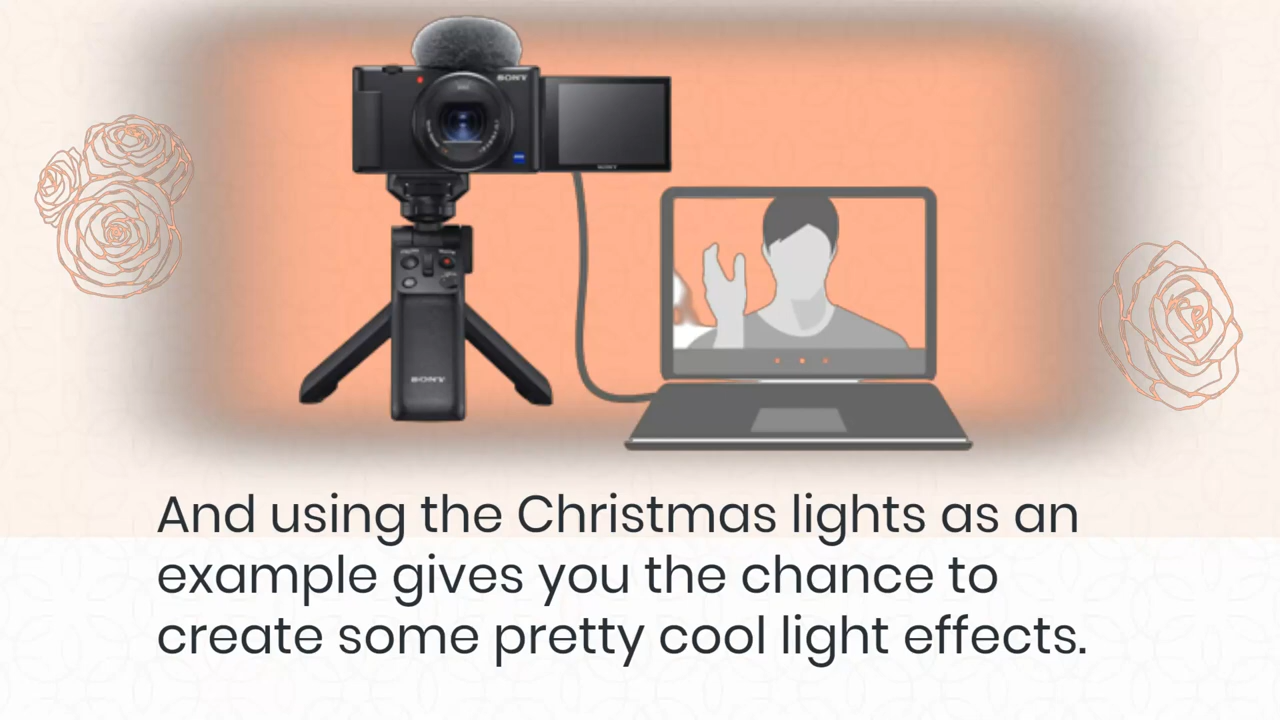 SONY
SONY
SONY
And using the Christmas lights as an
example gives you the chance to
create some pretty cool light effects.